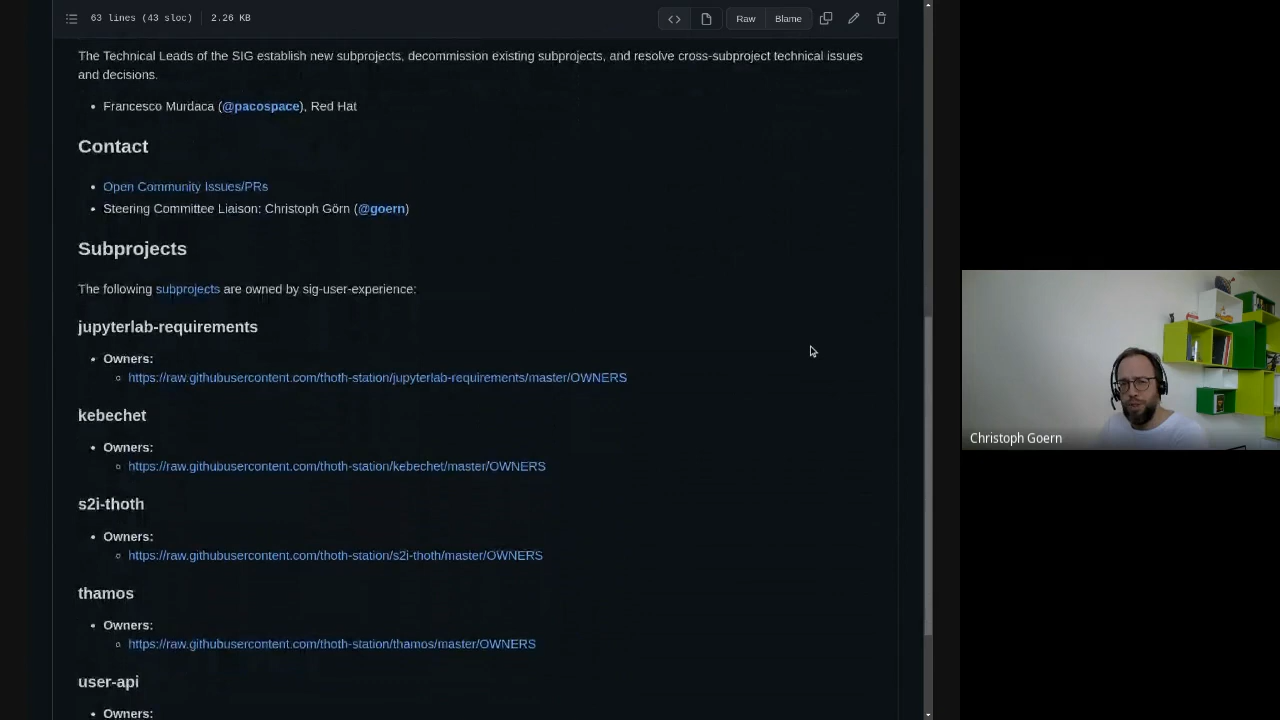 63 lines (43 sloc) 2.26 KB
Raw Blame
The Technical Leads of the SIG establish new subprojects, decommission existing subprojects, and resolve cross-subproject technical issues
and decisions.
Francesco Murdaca (@pacospace), Red Hat
Contact
Open Community Issues/PRs
Steering Committee Liaison: Christoph Görn (@goern)
Subprojects
The following subprojects are owned by sig-user-experience:
jupyterlab-requirements
Owners:
https://raw.githubusercontent.com/thoth-station/jupyterlab-requirements/master/OWNERS
kebechet
Owners:
https://raw.githubusercontent.com/thoth-station/kebechet/master/OWNERS
s2i-thoth
Owners:
https://raw.githubusercontent.com/thoth-station/s2i-thoth/master/OWNERS
thamos
Owners:
https://raw.githubusercontent.com/thoth-station/thamos/master/OWNERS
user-api
Owners:
Christoph Goern